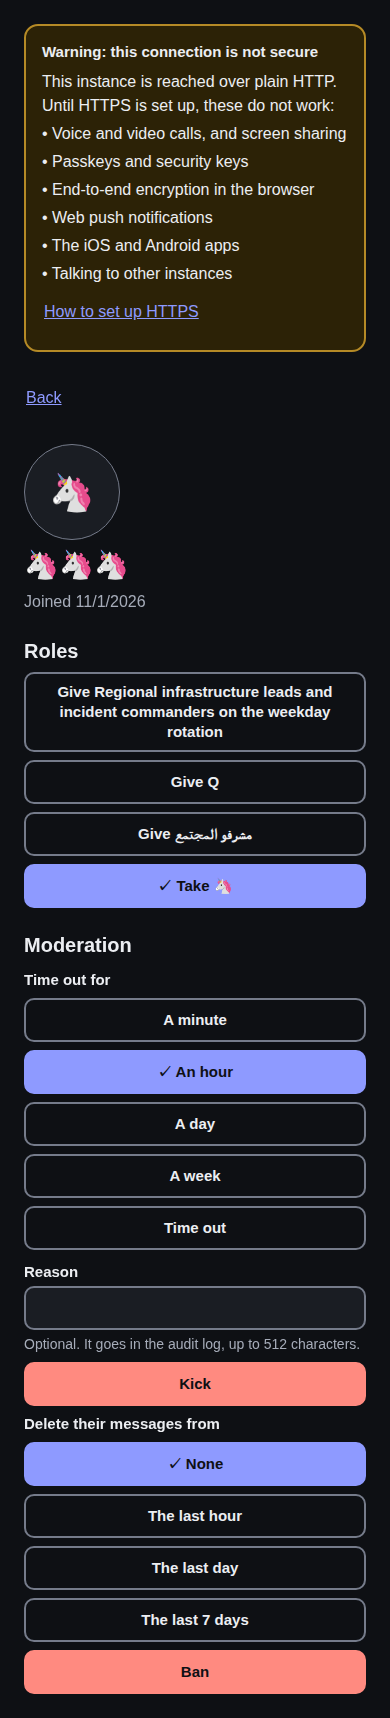 Warning: this connection is not secure
This instance is reached over plain HTTP.
Until HTTPS is set up, these do not work:
• Voice and video calls, and screen sharing
• Passkeys and security keys
• End-to-end encryption in the browser
• Web push notifications
• The iOS and Android apps
• Talking to other instances
How to set up HTTPS
Back
🦄
🦄🦄🦄
Joined 11/1/2026
Roles
Give Regional infrastructure leads and
incident commanders on the weekday
rotation
Give Q
Give مشرفو المجتمع
✓ Take 🦄
Moderation
Time out for
A minute
✓ An hour
A day
A week
Time out
Reason
Optional. It goes in the audit log, up to 512 characters.
Kick
Delete their messages from
✓ None
The last hour
The last day
The last 7 days
Ban